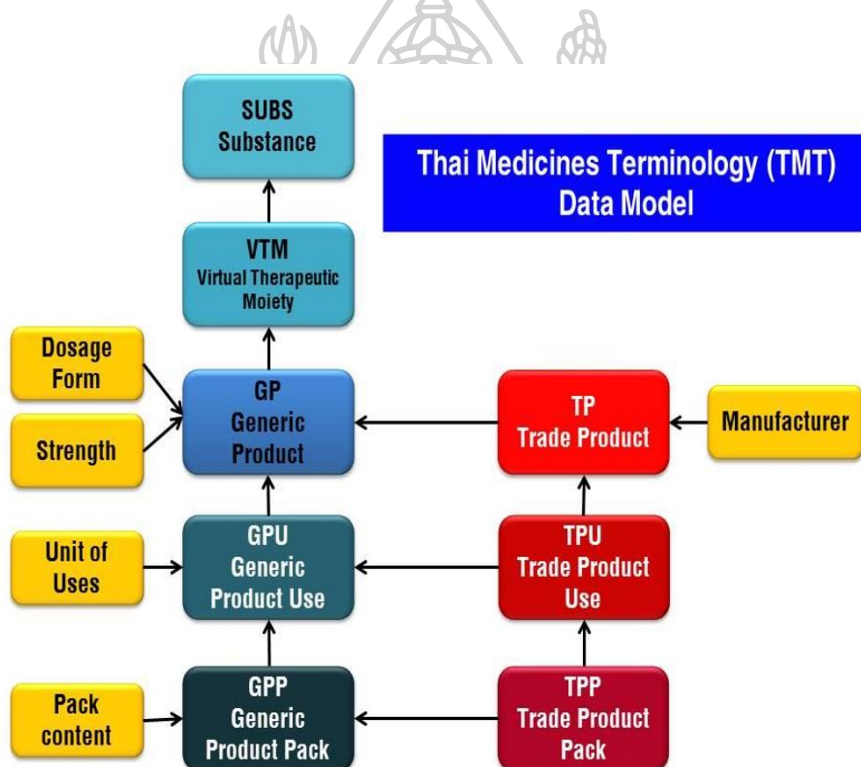 SUBS
Substance
Thai Medicines Terminology (TMT)
Data Model
VTM
Virtual Therapeutic
Moiety
Dosage
Form
Strength
GP
Generic
Product
TP
Trade Product
Manufacturer
Unit of
Uses
GPU
Generic
Product Use
TPU
Trade Product
Use
Pack
content
GPP
Generic
Product Pack
TPP
Trade Product
Pack